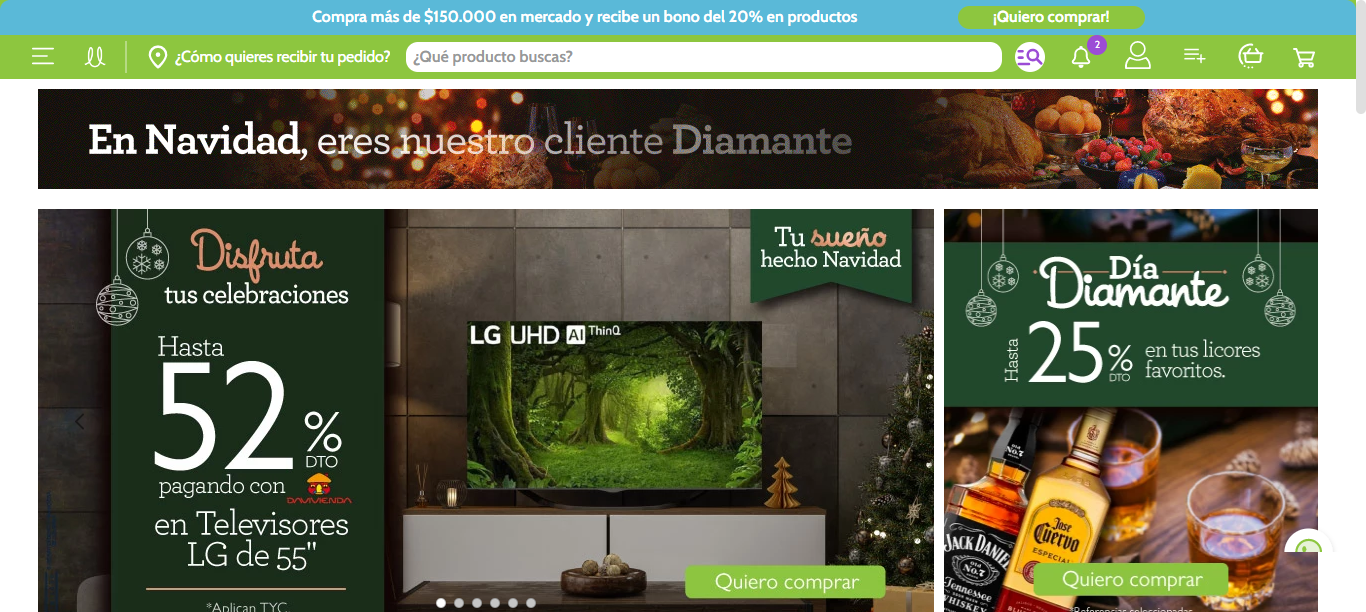 Compra más de $150.000 en mercado y recibe un bono del 20% en productos
¡Quiero comprar!
¿Cómo quieres recibir tu pedido?
¿Qué producto buscas?
2
En Navidad, eres nuestro cliente Diamante
Disfruta
tus celebraciones
Hasta
52%
DTO
pagando con
DAVIVIENDA
en Televisores
LG de 55"
*Aplican TYC
Tu sueño
hecho Navidad
LG UHD AI ThinQ
Quiero comprar
Día
Diamante
Hasta
25%
DTO
en tus licores
favoritos.
OLD
No.7
JACK DANIEL
OLD
No.7
Tennessee
WHISKEY
Jose
Cuervo
ESPECIAL
Quiero comprar
*Referencias seleccionadas